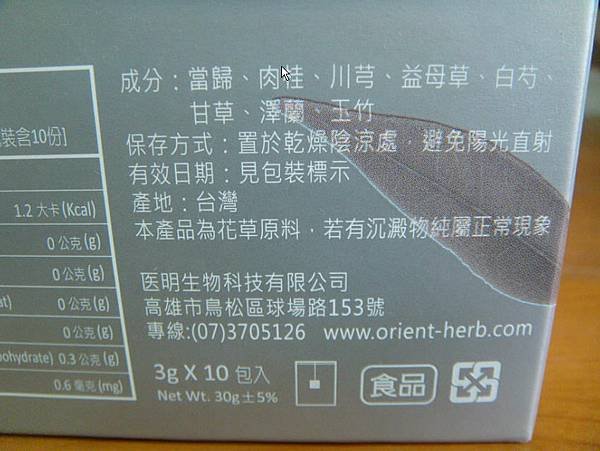 成分：當歸、肉桂、川芎、益母草、白芍、
甘草、澤蘭、玉竹
保存方式：置於乾燥陰涼處，避免陽光直射
有效日期：見包裝標示
產地：台灣
本產品為花草原料，若有沉澱物純屬正常現象
医明生物科技有限公司
高雄市鳥松區球場路153號
專線:(07)3705126 www.orient-herb.com
3g X 10 包入
Net Wt. 30g±5%
食品
裝含10份]
1.2 大卡(Kcal)
0 公克(g)
0 公克(g)
at) 0 公克(g)
0 公克(g)
bohydrate) 0.3 公克(g)
0.6 毫克(mg)